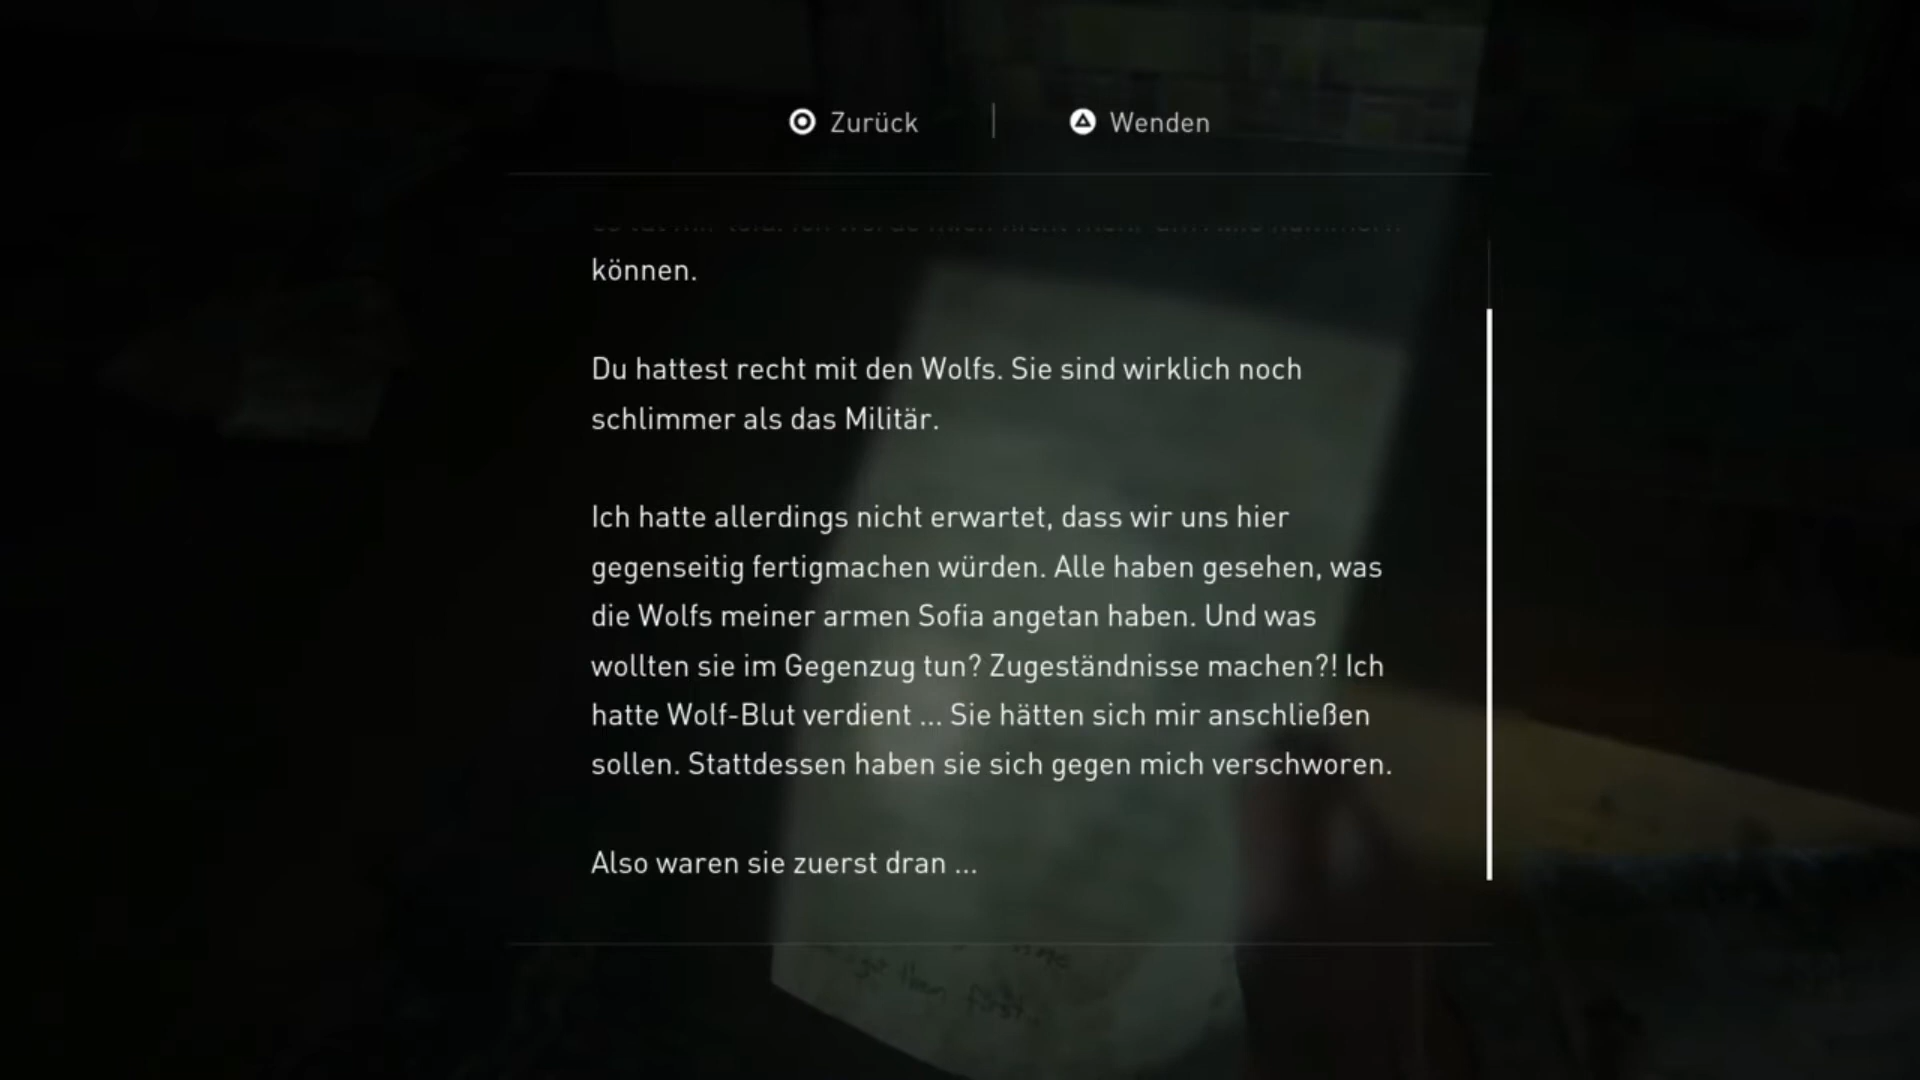 Zurück | Wenden
können.
Du hattest recht mit den Wolfs. Sie sind wirklich noch
schlimmer als das Militär.
Ich hatte allerdings nicht erwartet, dass wir uns hier
gegenseitig fertigmachen würden. Alle haben gesehen, was
die Wolfs meiner armen Sofia angetan haben. Und was
wollten sie im Gegenzug tun? Zugeständnisse machen?! Ich
hatte Wolf-Blut verdient ... Sie hätten sich mir anschließen
sollen. Stattdessen haben sie sich gegen mich verschworen.
Also waren sie zuerst dran ...
first